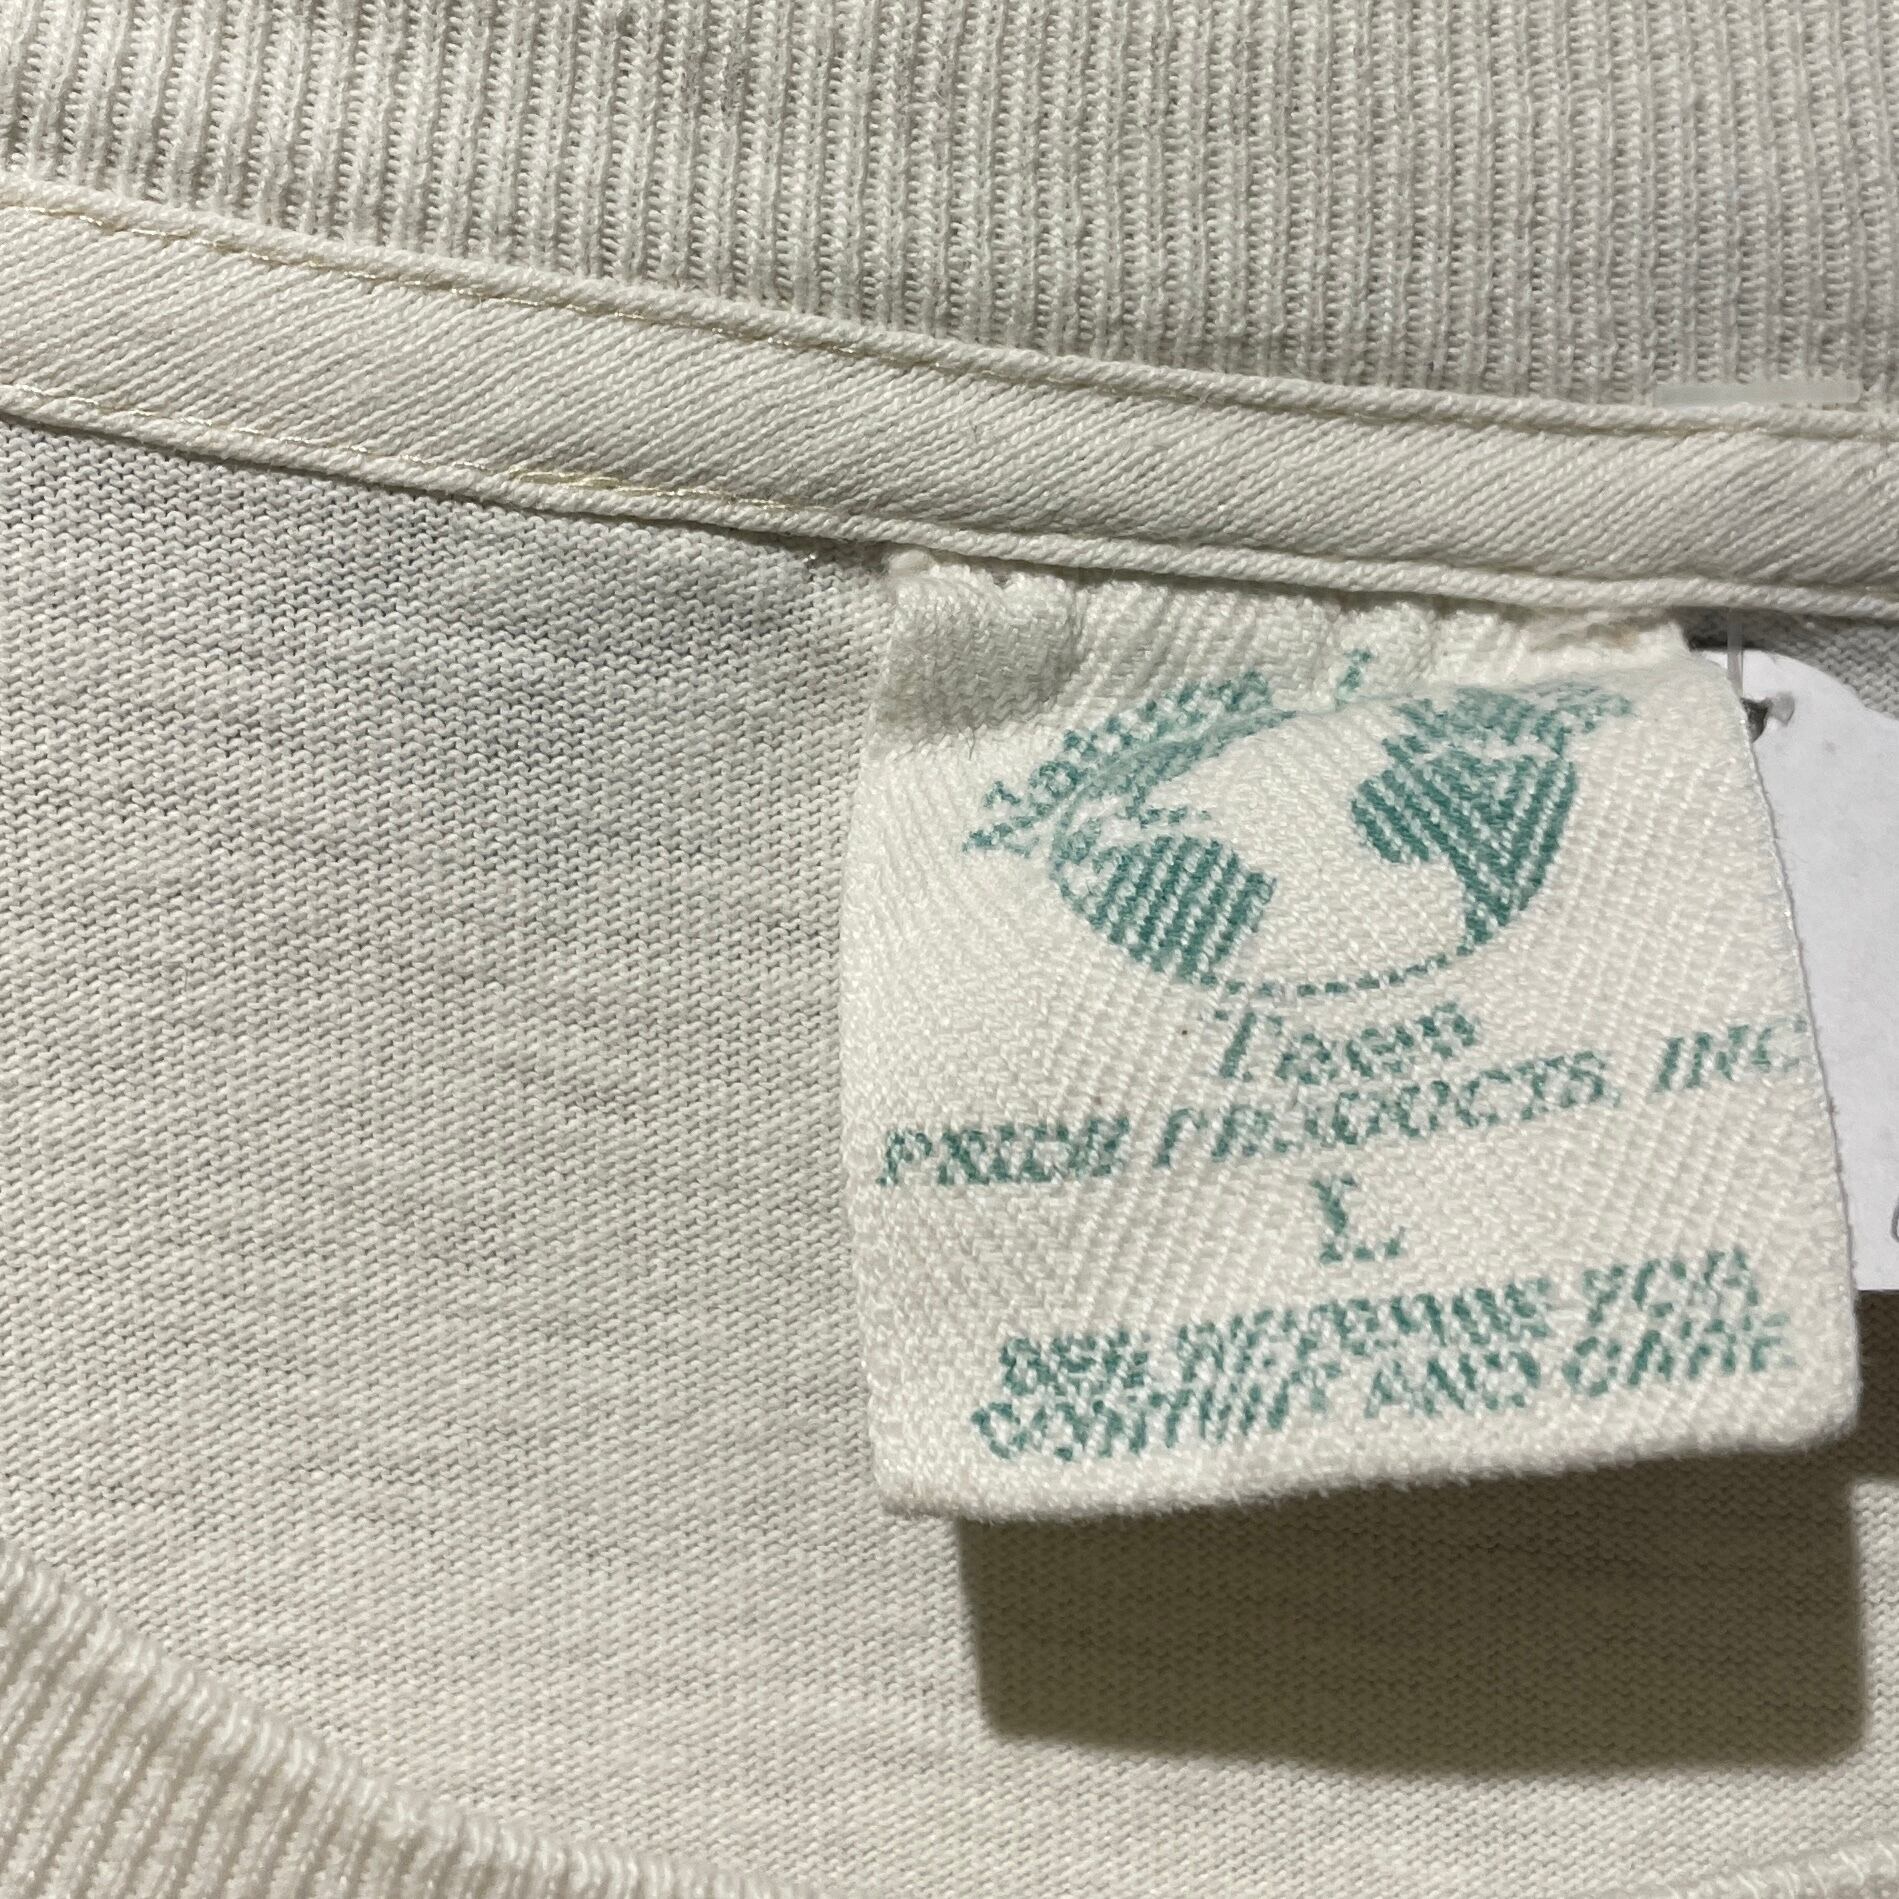 Tees
PRIDE PRODUCTS, INC
L
SEE REVERSE FOR
CONTENT AND CARE